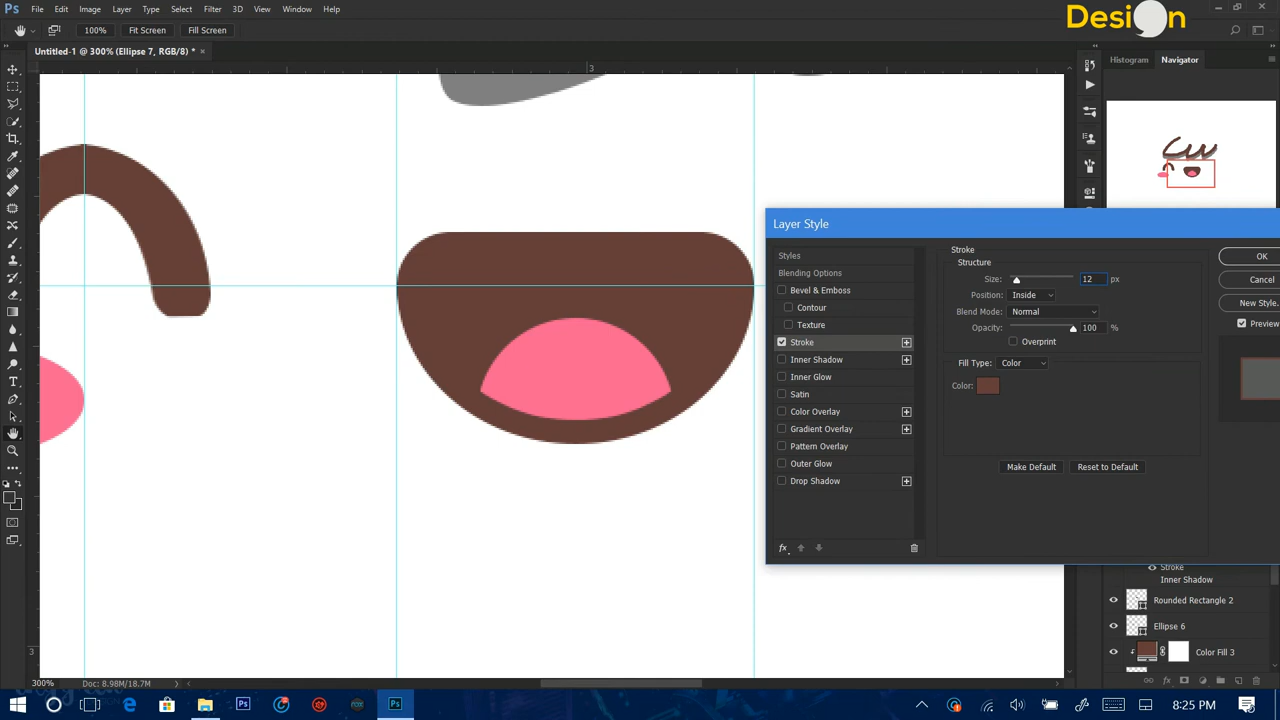 Ps File Edit Image Layer Type Select Filter 3D View Window Help
Design
100% Fit Screen Fill Screen
Untitled-1 @ 300% (Ellipse 7, RGB/8) * ×
Histogram Navigator
3
Layer Style
Styles
Blending Options
Bevel & Emboss
Contour
Texture
Stroke
Inner Shadow
Inner Glow
Satin
Color Overlay
Gradient Overlay
Pattern Overlay
Outer Glow
Drop Shadow
fx
Stroke
Structure
Size: 12 px
Position: Inside
Blend Mode: Normal
Opacity: 100 %
Overprint
Fill Type: Color
Color:
Make Default Reset to Default
OK
Cancel
New Style.
Preview
Stroke
Inner Shadow
Rounded Rectangle 2
Ellipse 6
Color Fill 3
3
300% Doc: 8.98M/18.7M
8:25 PM